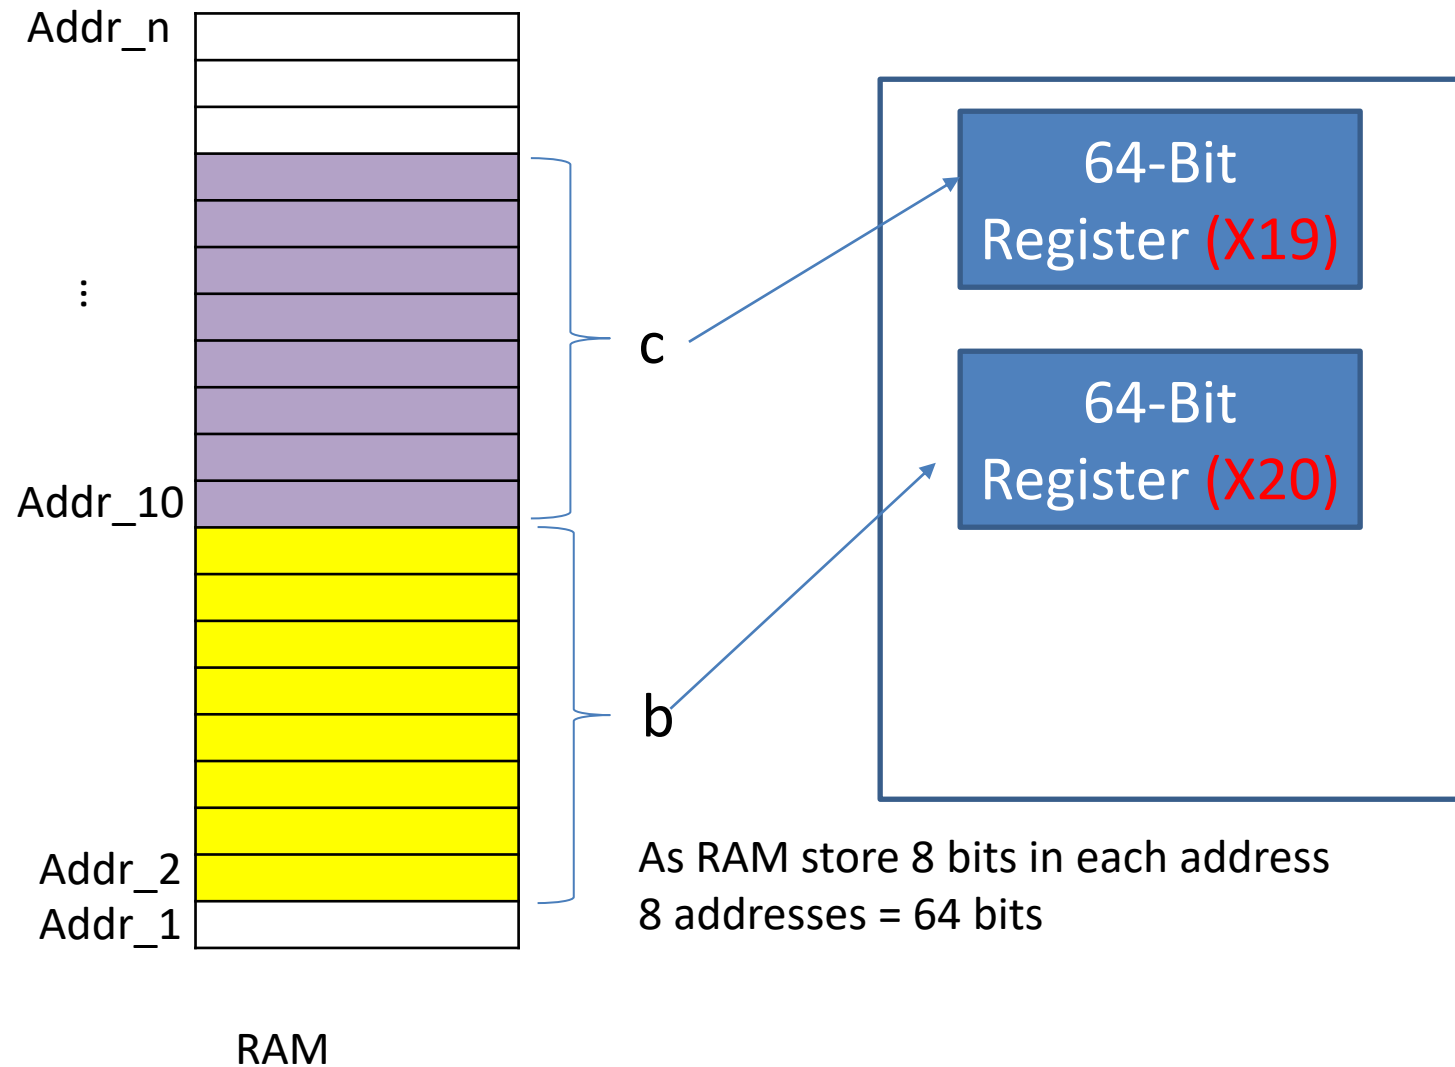 Addr_n
...
Addr_10
Addr_2
Addr_1
RAM
c
b
64-Bit
Register (X19)
64-Bit
Register (X20)
As RAM store 8 bits in each address
8 addresses = 64 bits